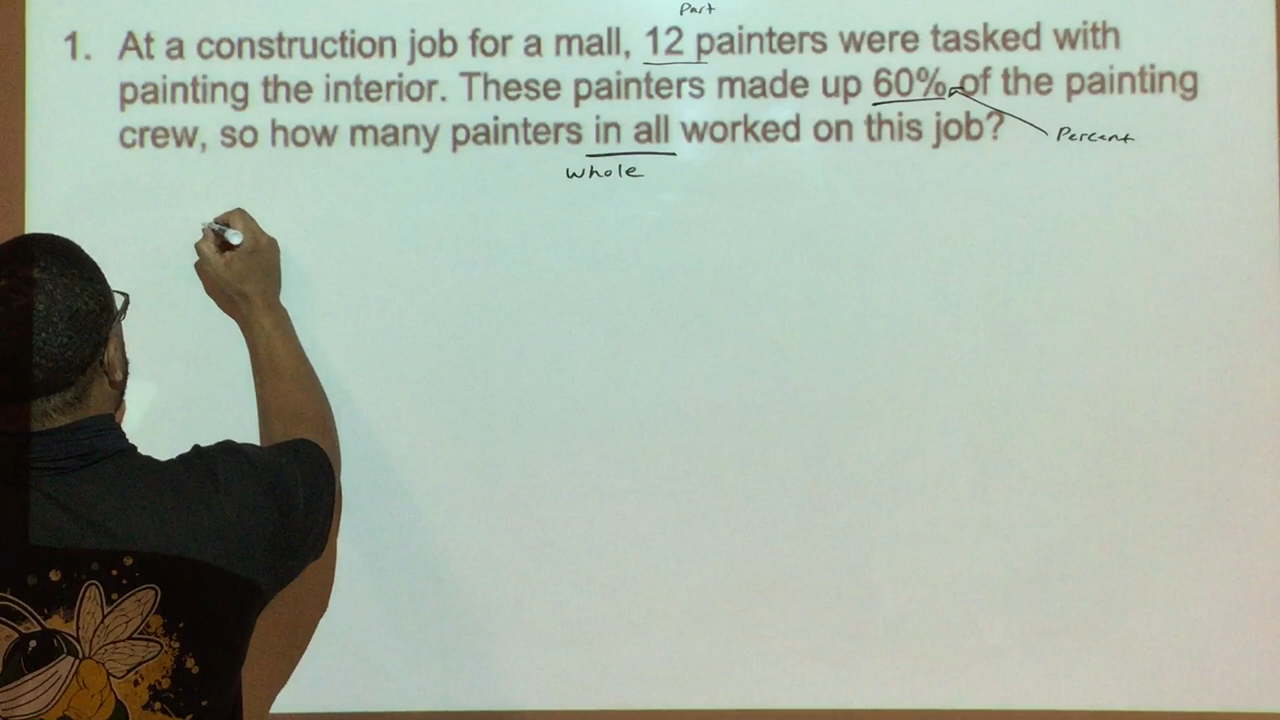 Part
1. At a construction job for a mall, 12 painters were tasked with
painting the interior. These painters made up 60% of the painting
crew, so how many painters in all worked on this job?
Percent
whole